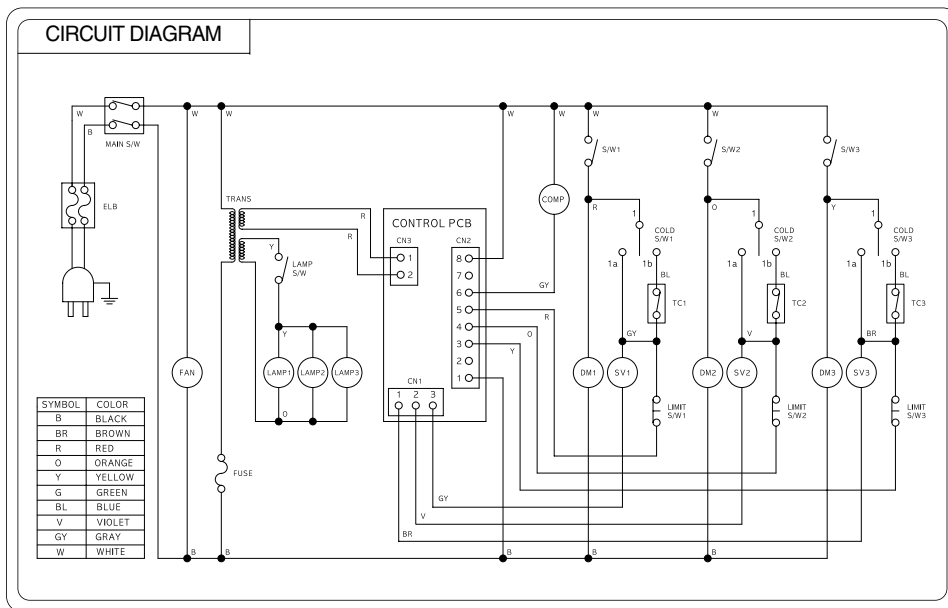 CIRCUIT DIAGRAM
W W W W W W W
B
MAIN S/W
S/W1 S/W2 S/W3
ELB
TRANS
R
R
CONTROL PCB
CN3 CN2
1
2
8
7
6
5
4
3
2
1
COMP
R O Y
1 1 1
COLD S/W1
COLD S/W2
COLD S/W3
1a 1b 1a 1b 1a 1b
BL BL BL
TC1 TC2 TC3
Y
LAMP S/W
GY
R
O
Y
Y
GY V BR
FAN
LAMP1 LAMP2 LAMP3
DM1 SV1 DM2 SV2 DM3 SV3
CN1
1 2 3
O
LIMIT S/W1
LIMIT S/W2
LIMIT S/W3
SYMBOL COLOR
B BLACK
BR BROWN
R RED
O ORANGE
Y YELLOW
G GREEN
BL BLUE
V VIOLET
GY GRAY
W WHITE
FUSE
GY
V
BR
B B B B B